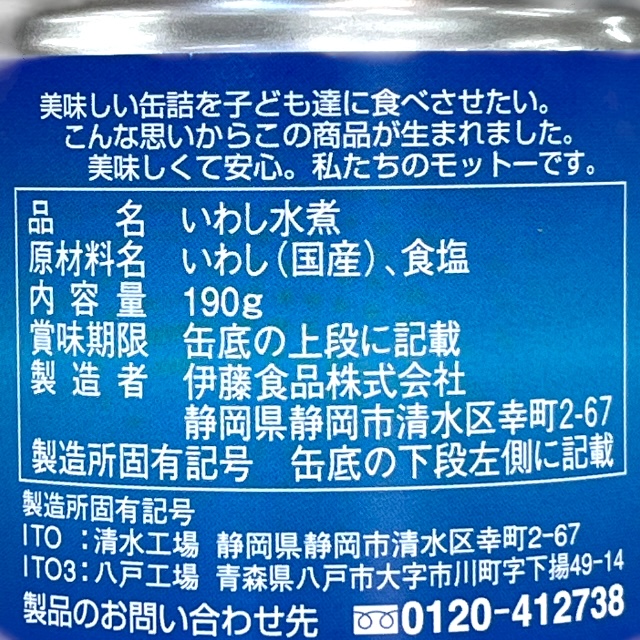 美味しい缶詰を子ども達に食べさせたい。
こんな思いからこの商品が生まれました。
美味しくて安心。私たちのモットーです。
品名 いわし水煮
原材料名 いわし(国産)、食塩
内容量 190g
賞味期限 缶底の上段に記載
製造者 伊藤食品株式会社
静岡県静岡市清水区幸町2-67
製造所固有記号 缶底の下段左側に記載
製造所固有記号
ITO :清水工場 静岡県静岡市清水区幸町2-67
ITO3:八戸工場 青森県八戸市大字市川町字下揚49-14
製品のお問い合わせ先 0120-412738